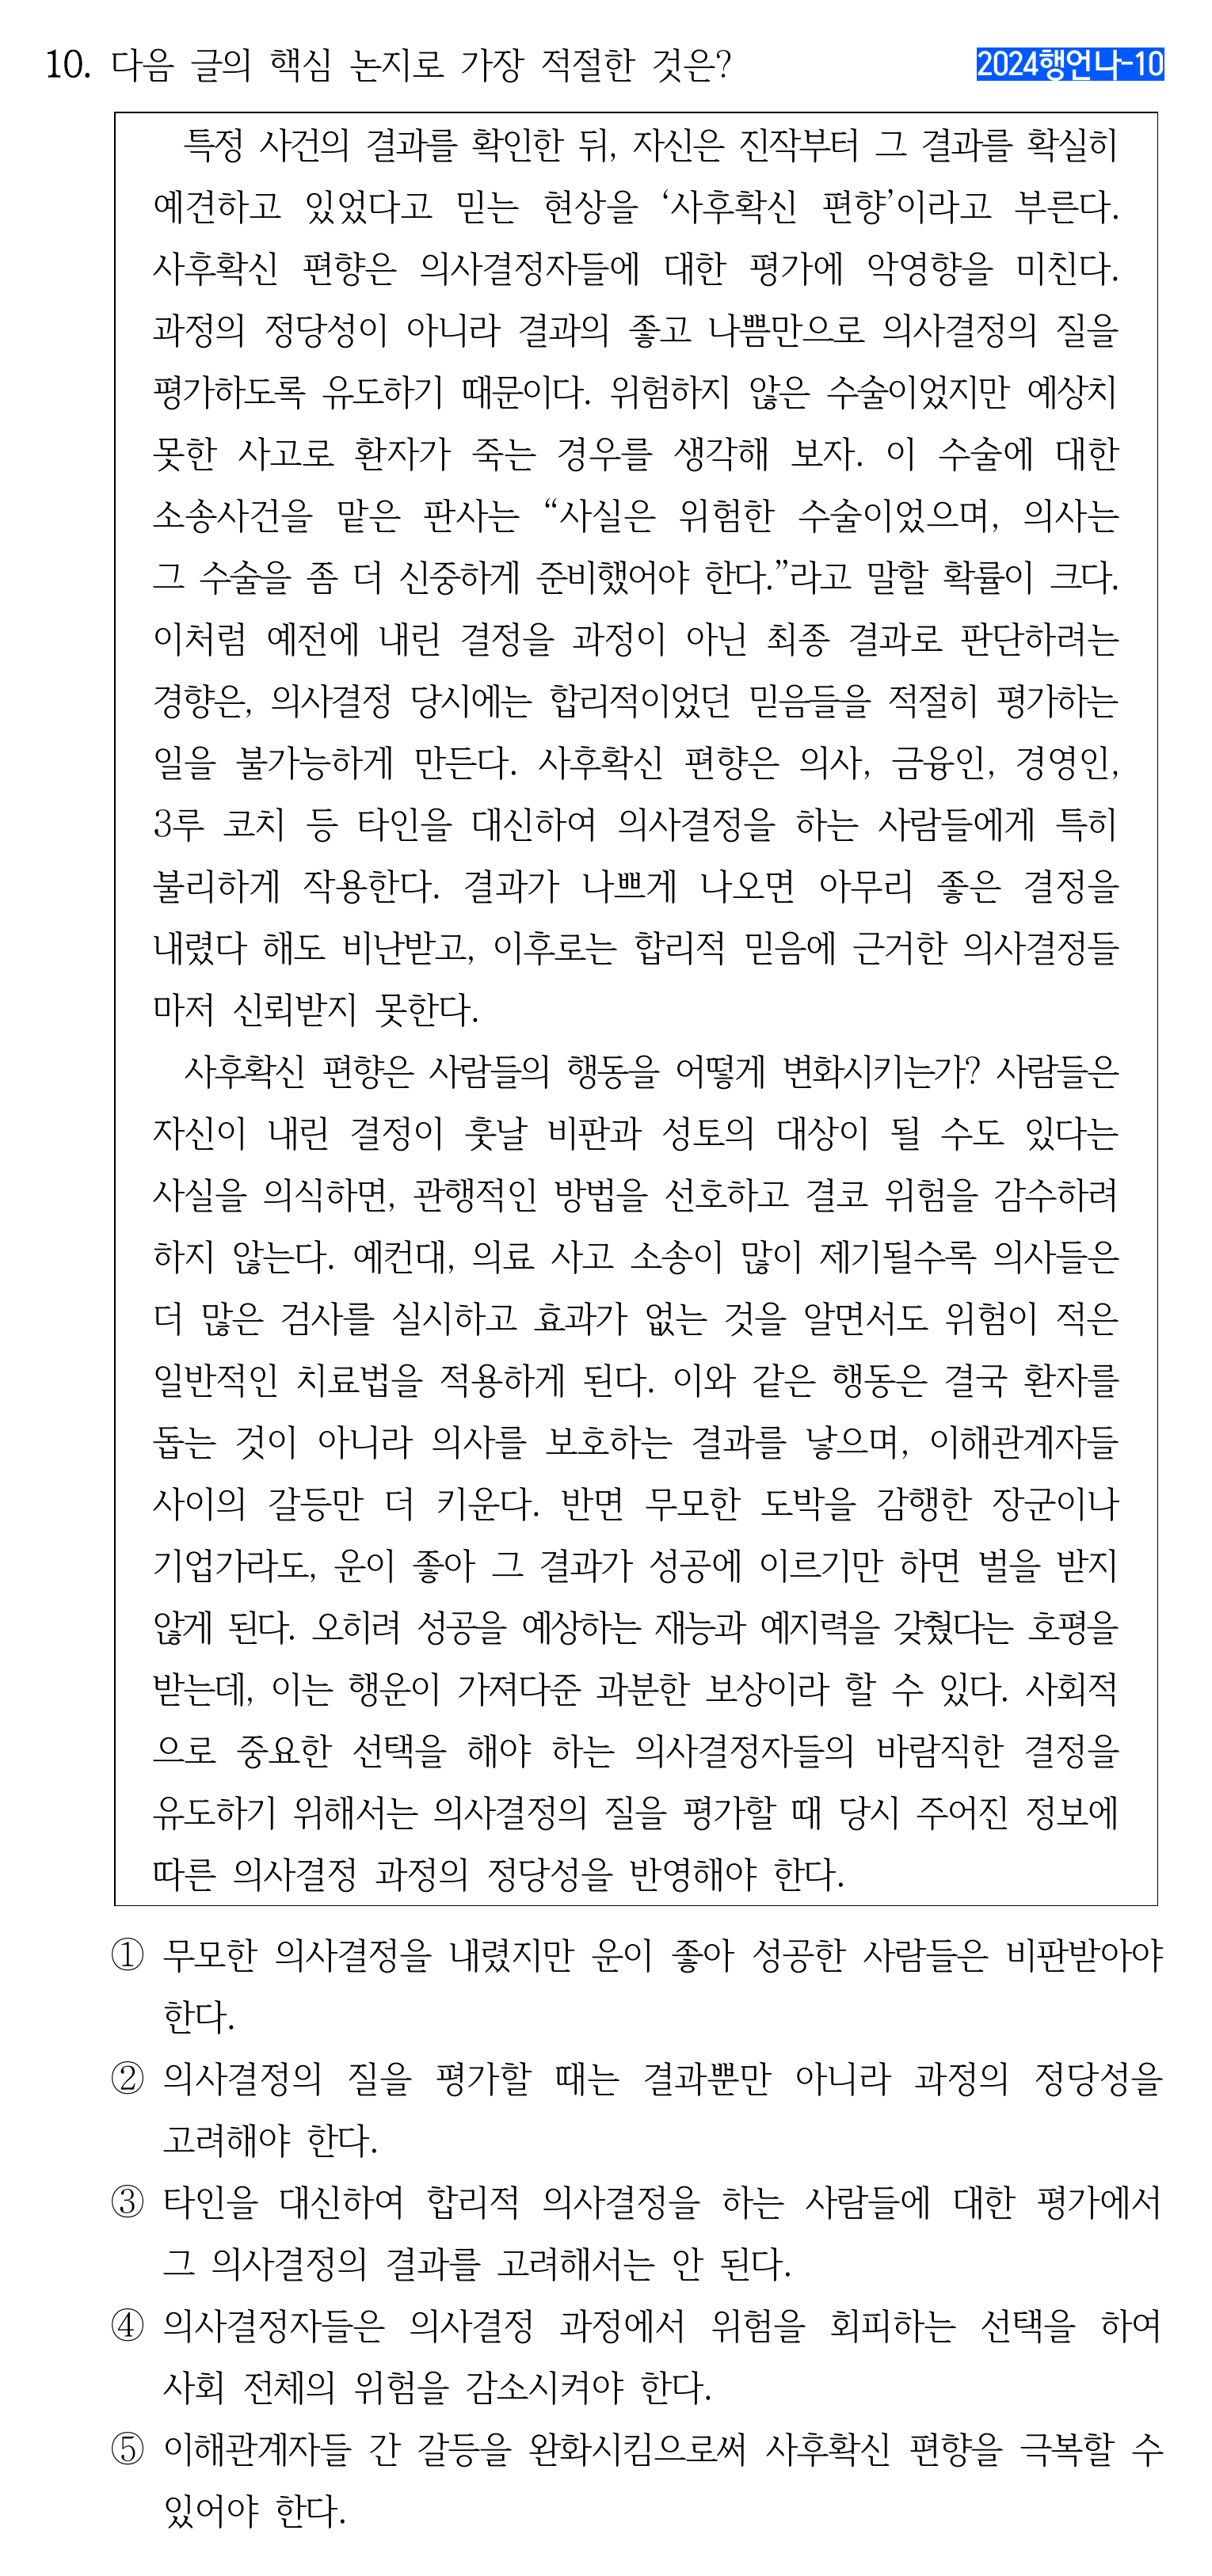 10. 다음 글의 핵심 논지로 가장 적절한 것은?
2024행언나-10
특정 사건의 결과를 확인한 뒤, 자신은 진작부터 그 결과를 확실히
예견하고 있었다고 믿는 현상을 ‘사후확신 편향’이라고 부른다.
사후확신 편향은 의사결정자들에 대한 평가에 악영향을 미친다.
과정의 정당성이 아니라 결과의 좋고 나쁨만으로 의사결정의 질을
평가하도록 유도하기 때문이다. 위험하지 않은 수술이었지만 예상치
못한 사고로 환자가 죽는 경우를 생각해 보자. 이 수술에 대한
소송사건을 맡은 판사는 “사실은 위험한 수술이었으며, 의사는
그 수술을 좀 더 신중하게 준비했어야 한다.”라고 말할 확률이 크다.
이처럼 예전에 내린 결정을 과정이 아닌 최종 결과로 판단하려는
경향은, 의사결정 당시에는 합리적이었던 믿음들을 적절히 평가하는
일을 불가능하게 만든다. 사후확신 편향은 의사, 금융인, 경영인,
3루 코치 등 타인을 대신하여 의사결정을 하는 사람들에게 특히
불리하게 작용한다. 결과가 나쁘게 나오면 아무리 좋은 결정을
내렸다 해도 비난받고, 이후로는 합리적 믿음에 근거한 의사결정들
마저 신뢰받지 못한다.
사후확신 편향은 사람들의 행동을 어떻게 변화시키는가? 사람들은
자신이 내린 결정이 훗날 비판과 성토의 대상이 될 수도 있다는
사실을 의식하면, 관행적인 방법을 선호하고 결코 위험을 감수하려
하지 않는다. 예컨대, 의료 사고 소송이 많이 제기될수록 의사들은
더 많은 검사를 실시하고 효과가 없는 것을 알면서도 위험이 적은
일반적인 치료법을 적용하게 된다. 이와 같은 행동은 결국 환자를
돕는 것이 아니라 의사를 보호하는 결과를 낳으며, 이해관계자들
사이의 갈등만 더 키운다. 반면 무모한 도박을 감행한 장군이나
기업가라도, 운이 좋아 그 결과가 성공에 이르기만 하면 벌을 받지
않게 된다. 오히려 성공을 예상하는 재능과 예지력을 갖췄다는 호평을
받는데, 이는 행운이 가져다준 과분한 보상이라 할 수 있다. 사회적
으로 중요한 선택을 해야 하는 의사결정자들의 바람직한 결정을
유도하기 위해서는 의사결정의 질을 평가할 때 당시 주어진 정보에
따른 의사결정 과정의 정당성을 반영해야 한다.
① 무모한 의사결정을 내렸지만 운이 좋아 성공한 사람들은 비판받아야
한다.
② 의사결정의 질을 평가할 때는 결과뿐만 아니라 과정의 정당성을
고려해야 한다.
③ 타인을 대신하여 합리적 의사결정을 하는 사람들에 대한 평가에서
그 의사결정의 결과를 고려해서는 안 된다.
④ 의사결정자들은 의사결정 과정에서 위험을 회피하는 선택을 하여
사회 전체의 위험을 감소시켜야 한다.
⑤ 이해관계자들 간 갈등을 완화시킴으로써 사후확신 편향을 극복할 수
있어야 한다.